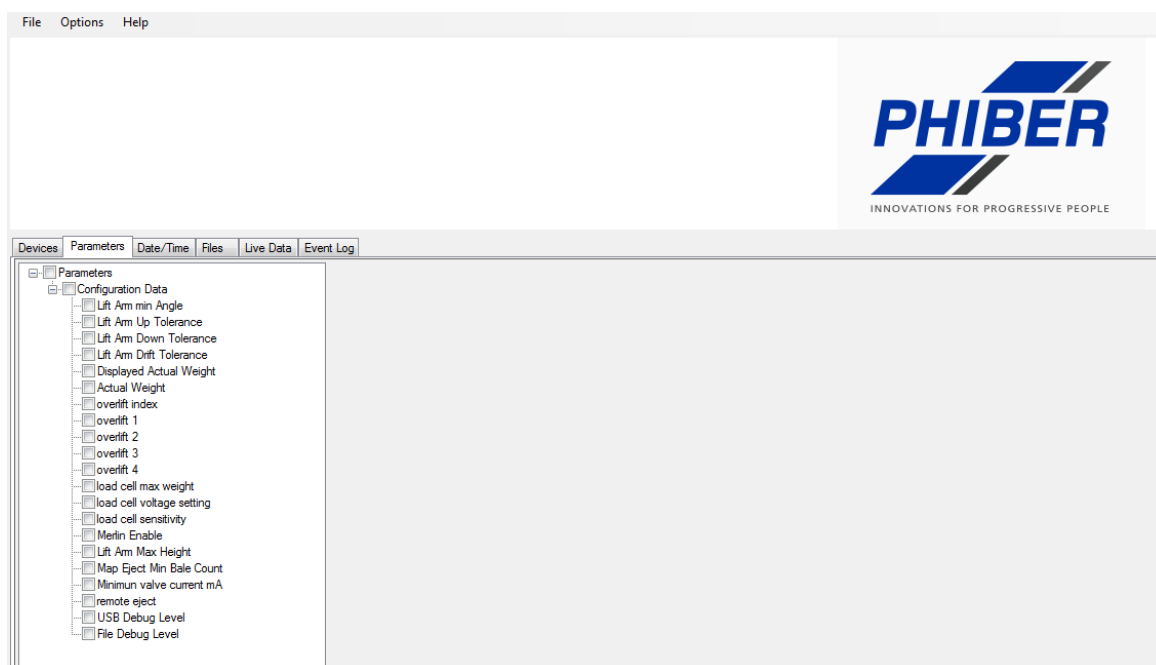 File Options Help
PHIBER
INNOVATIONS FOR PROGRESSIVE PEOPLE
Devices Parameters Date/Time Files Live Data Event Log
Parameters
Configuration Data
Lift Arm min Angle
Lift Arm Up Tolerance
Lift Arm Down Tolerance
Lift Arm Drift Tolerance
Displayed Actual Weight
Actual Weight
overlift index
overlift 1
overlift 2
overlift 3
overlift 4
load cell max weight
load cell voltage setting
load cell sensitivity
Merlin Enable
Lift Arm Max Height
Map Eject Min Bale Count
Minimun valve current mA
remote eject
USB Debug Level
File Debug Level